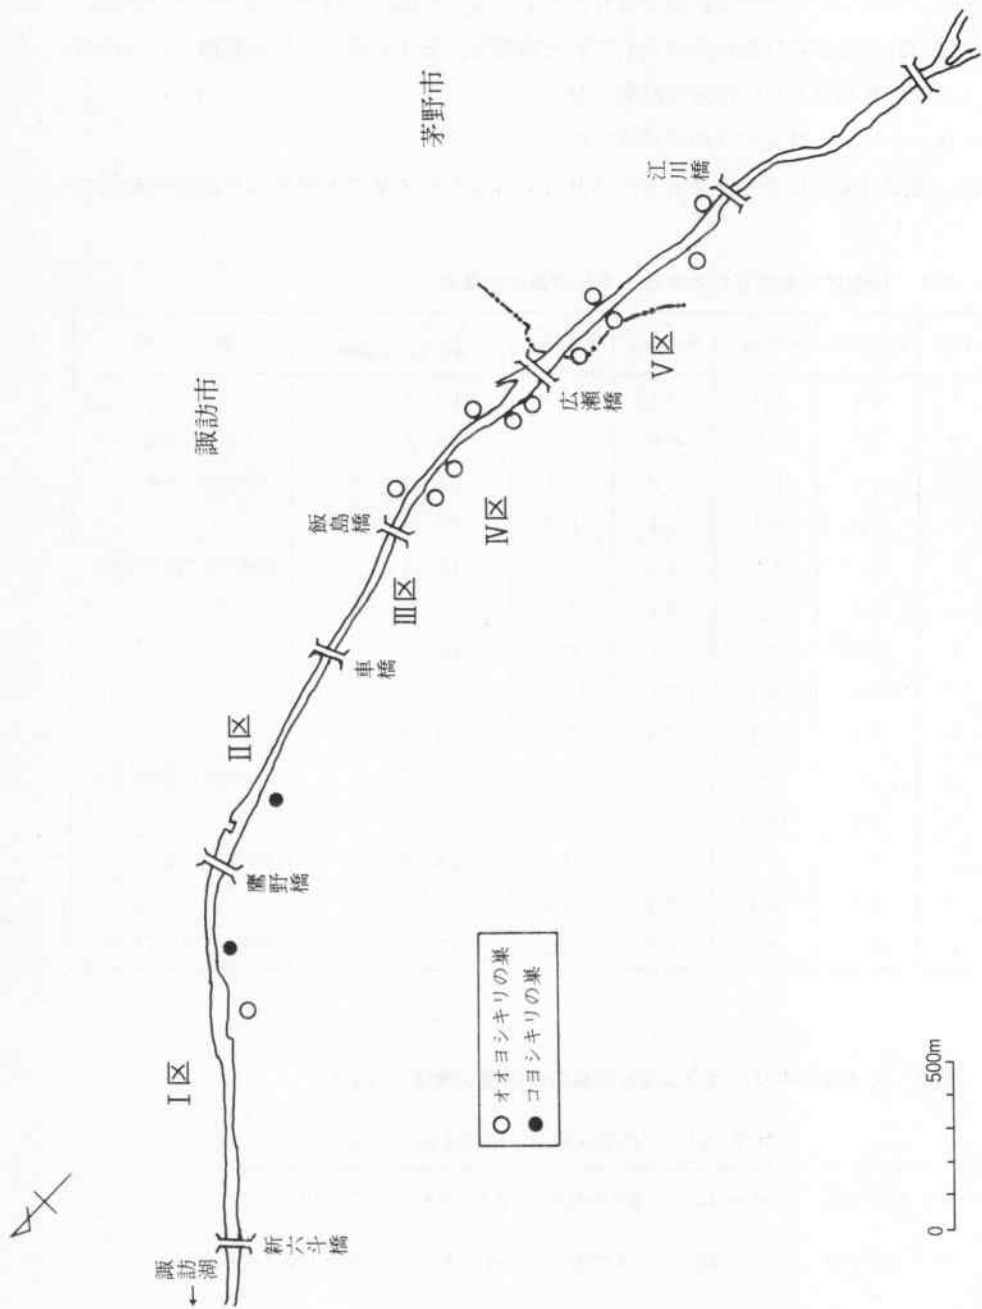 茅野市
江川橋
Ⅴ区
広瀬橋
諏訪市
Ⅳ区
飯島橋
Ⅲ区
車橋
Ⅱ区
鷹野橋
Ⅰ区
新六斗橋
諏訪湖
←
○ オオヨシキリの巣
● コヨシキリの巣
0 500m